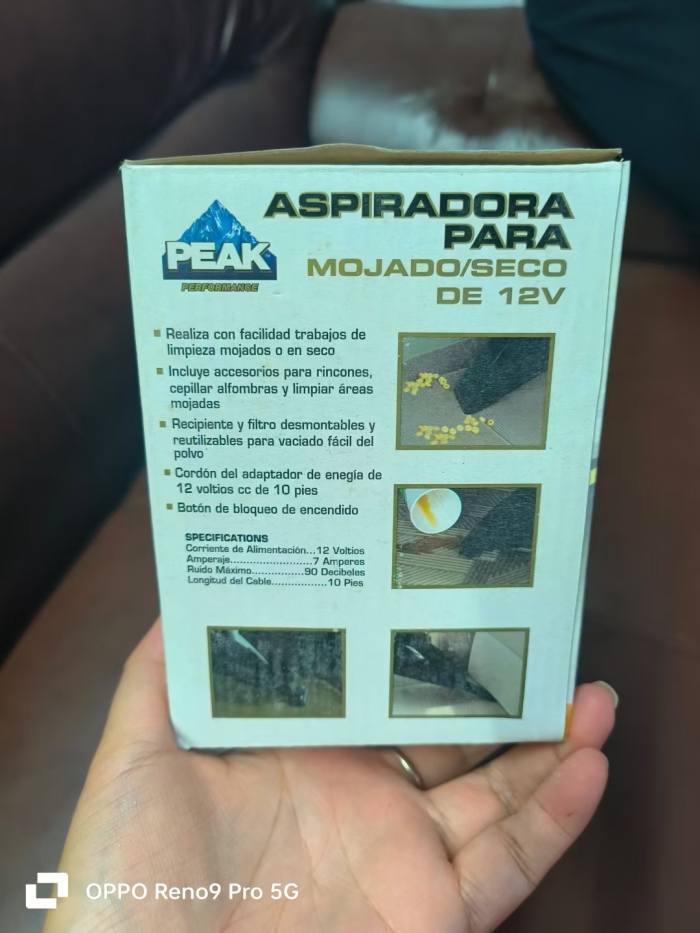 PEAK
PERFORMANCE
ASPIRADORA
PARA
MOJADO/SECO
DE 12V
Realiza con facilidad trabajos de
limpieza mojados o en seco
Incluye accesorios para rincones,
cepillar alfombras y limpiar áreas
mojadas
Recipiente y filtro desmontables y
reutilizables para vaciado fácil del
polvo
Cordón del adaptador de enegía de
12 voltios cc de 10 pies
Botón de bloqueo de encendido
SPECIFICATIONS
Corriente de Alimentación...12 Voltios
Amperaje........................7 Amperes
Ruido Máximo...............90 Decibeles
Longitud del Cable................10 Pies
OPPO Reno9 Pro 5G